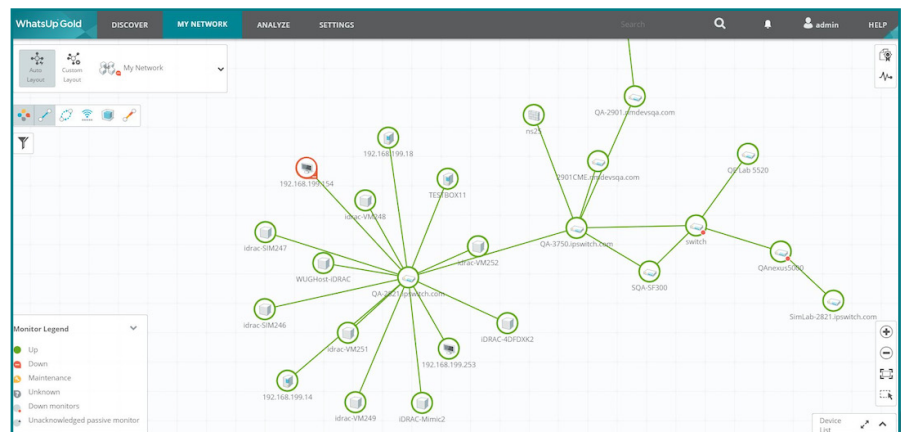 WhatsUp Gold
DISCOVER
MY NETWORK
ANALYZE
SETTINGS
Search
admin
HELP
Auto
Layout
Custom
Layout
My Network
QA-2901.qmdevsqa.com
ns25
192.168.199.18
2901CME.qmdevsqa.com
QE Lab 5520
192.168.199.154
TESTBOX11
idrac-VM248
idrac-SIM247
QA-3750.ipswitch.com
switch
idrac-VM252
WUGHost-iDRAC
QAnexus5000
SQA-SF300
QA-2821.ipswitch.com
idrac-SIM246
SimLab-2821.ipswitch.com
iDRAC-4DFDXK2
idrac-VM251
192.168.199.253
192.168.199.14
idrac-VM249
iDRAC-Mimic2
Monitor Legend
Up
Down
Maintenance
Unknown
Down monitors
Unacknowledged passive monitor
Device
List